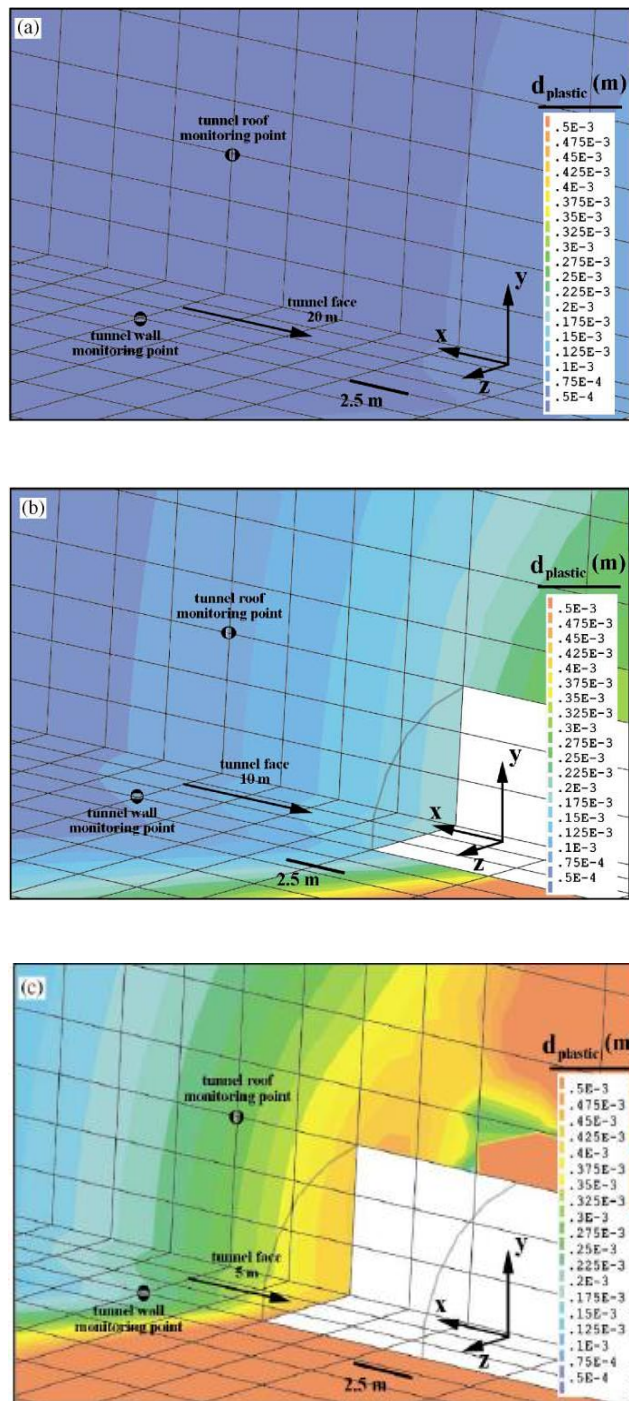 (a)
d plastic (m)
tunnel roof
monitoring point
.5E-3
.475E-3
.45E-3
.425E-3
.4E-3
.375E-3
.35E-3
.325E-3
.3E-3
.275E-3
.25E-3
.225E-3
.2E-3
.175E-3
.15E-3
.125E-3
.1E-3
.75E-4
.5E-4
tunnel face
20 m
tunnel wall
monitoring point
y
x
z
2.5 m
(b)
d plastic (m)
tunnel roof
monitoring point
.5E-3
.475E-3
.45E-3
.425E-3
.4E-3
.375E-3
.35E-3
.325E-3
.3E-3
.275E-3
.25E-3
.225E-3
.2E-3
.175E-3
.15E-3
.125E-3
.1E-3
.75E-4
.5E-4
tunnel face
10 m
tunnel wall
monitoring point
y
x
z
2.5 m
(c)
d plastic (m
tunnel roof
monitoring point
.5E-3
.475E-3
.45E-3
.425E-3
.4E-3
.375E-3
.35E-3
.325E-3
.3E-3
.275E-3
.25E-3
.225E-3
.2E-3
.175E-3
.15E-3
.125E-3
.1E-3
.75E-4
.5E-4
tunnel face
5 m
tunnel wall
monitoring point
y
x
z
2.5 m